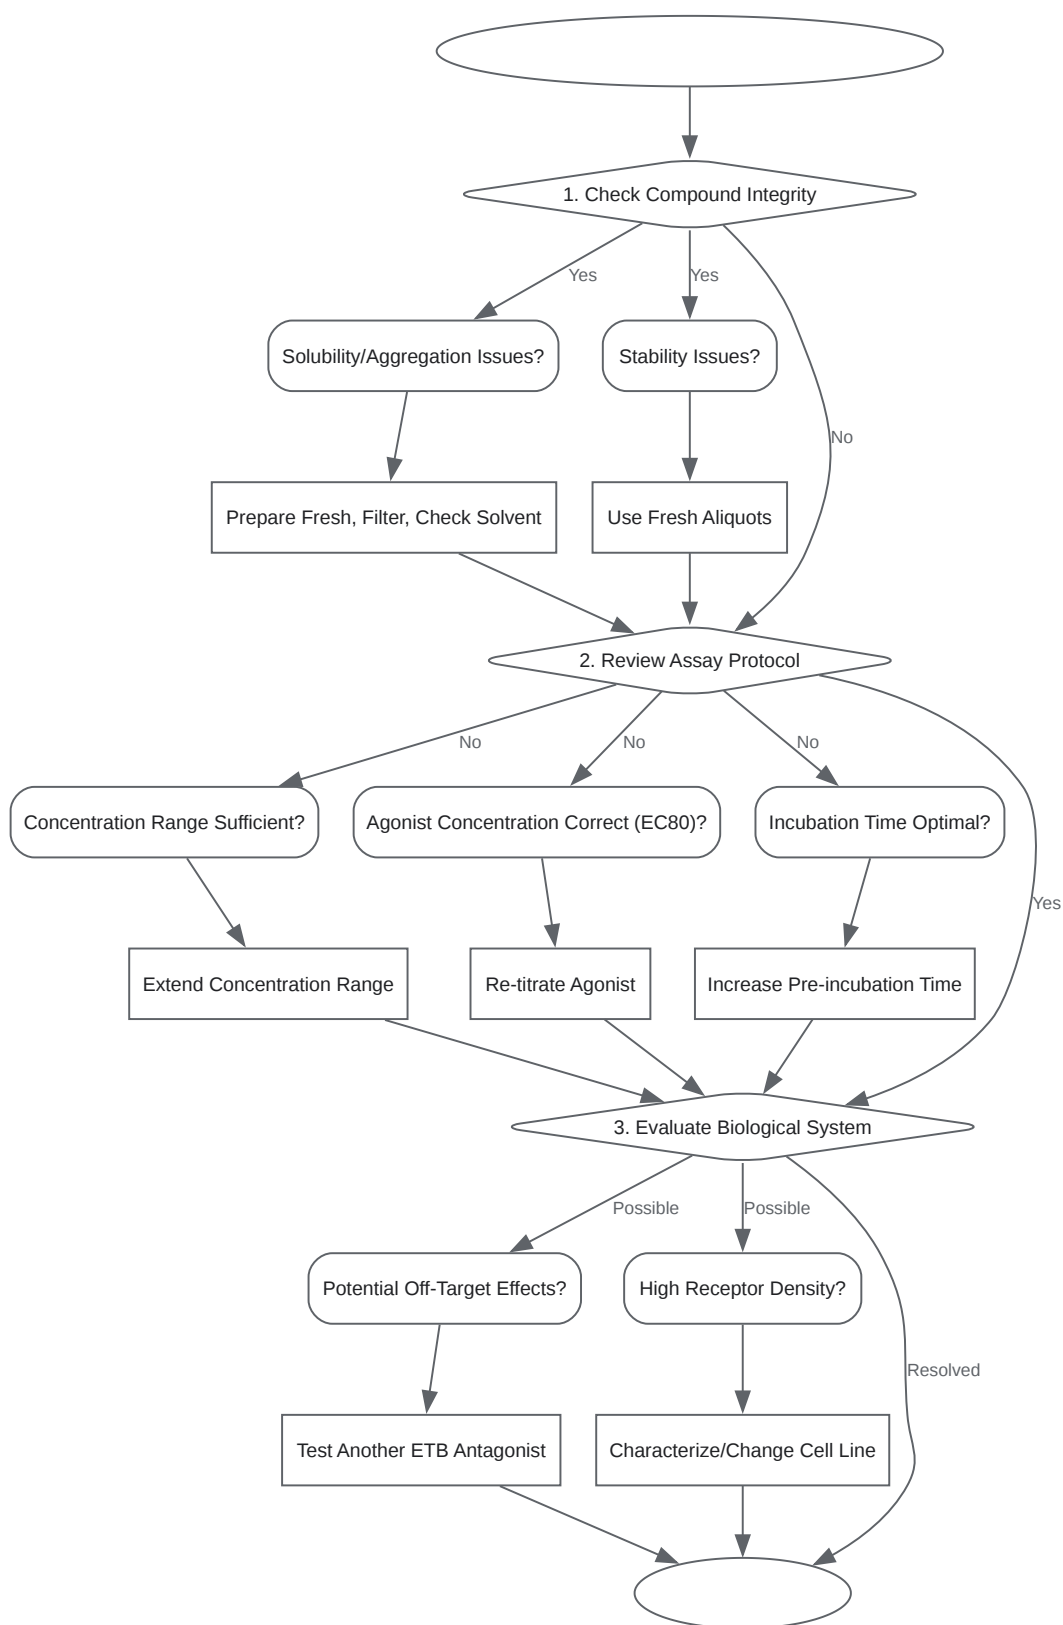 1. Check Compound Integrity
Yes
Yes
Solubility/Aggregation Issues?
Stability Issues?
No
Prepare Fresh, Filter, Check Solvent
Use Fresh Aliquots
2. Review Assay Protocol
No
No
No
Concentration Range Sufficient?
Agonist Concentration Correct (EC80)?
Incubation Time Optimal?
Yes
Extend Concentration Range
Re-titrate Agonist
Increase Pre-incubation Time
3. Evaluate Biological System
Possible
Possible
Potential Off-Target Effects?
High Receptor Density?
Resolved
Test Another ETB Antagonist
Characterize/Change Cell Line